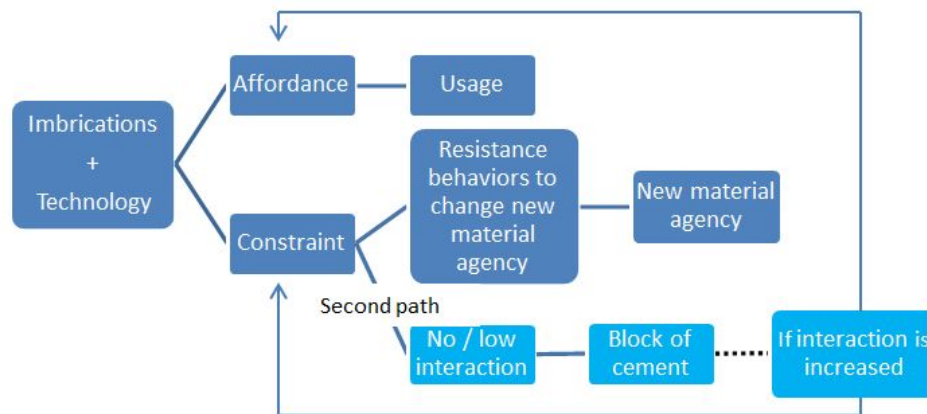 Imbrications
+
Technology
Affordance
Usage
Constraint
Resistance
behaviors to
change new
material
agency
New material
agency
Second path
No / low
interaction
Block of
cement
If interaction is
increased